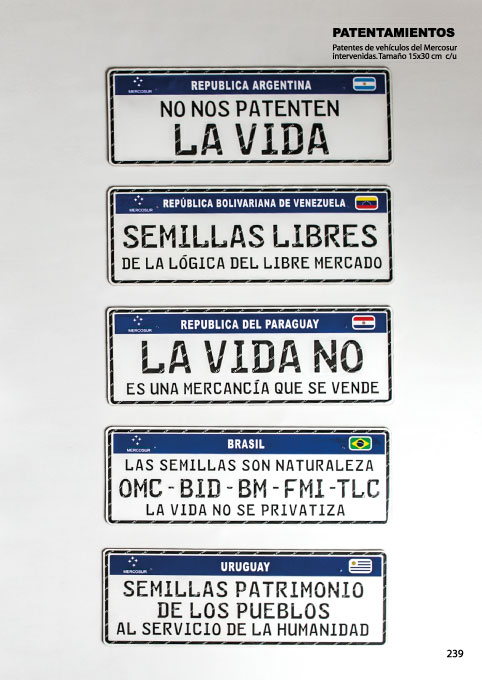 PATENTAMIENTOS
Patentes de vehículos del Mercosur
intervenidas.Tamaño 15x30 cm c/u
MERCOSUR
REPUBLICA ARGENTINA
NO NOS PATENTEN
LA VIDA
MERCOSUR
REPÚBLICA BOLIVARIANA DE VENEZUELA
SEMILLAS LIBRES
DE LA LÓGICA DEL LIBRE MERCADO
MERCOSUR
REPUBLICA DEL PARAGUAY
LA VIDA NO
ES UNA MERCANCÍA QUE SE VENDE
MERCOSUR
BRASIL
LAS SEMILLAS SON NATURALEZA
OMC - BID - BM - FMI - TLC
LA VIDA NO SE PRIVATIZA
MERCOSUR
URUGUAY
SEMILLAS PATRIMONIO
DE LOS PUEBLOS
AL SERVICIO DE LA HUMANIDAD
239